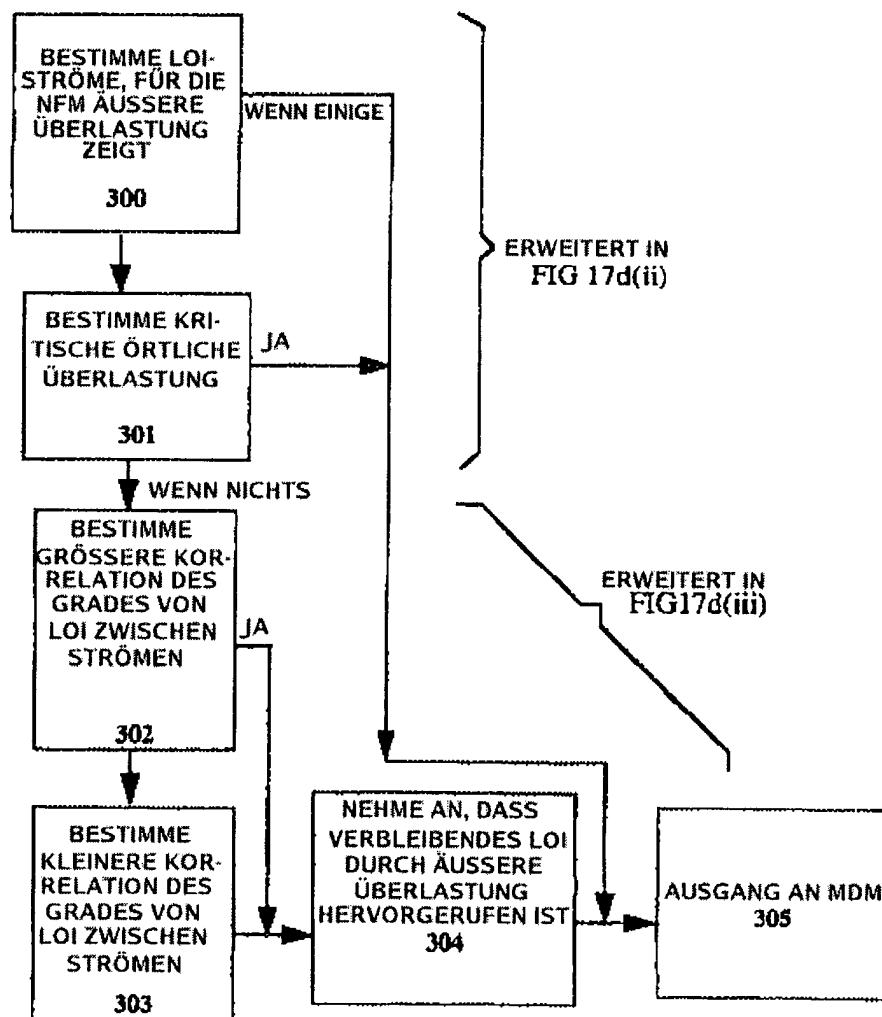 BESTIMME LOI-
STRÖME, FÜR DIE
NFM ÄUSSERE
ÜBERLASTUNG
ZEIGT
300
WENN EINIGE
ERWEITERT IN
FIG 17d(ii)
BESTIMME KRI-
TISCHE ÖRTLICHE
ÜBERLASTUNG
301
JA
WENN NICHTS
BESTIMME
GRÖSSERE KOR-
RELATION DES
GRADES VON
LOI ZWISCHEN
STRÖMEN
302
JA
ERWEITERT IN
FIG17d(iii)
BESTIMME
KLEINERE KOR-
RELATION DES
GRADES VON
LOI ZWISCHEN
STRÖMEN
303
NEHME AN, DASS
VERBLEIBENDES LOI
DURCH ÄUSSERE
ÜBERLASTUNG
HERVORGERUFEN IST
304
AUSGANG AN MDM
305